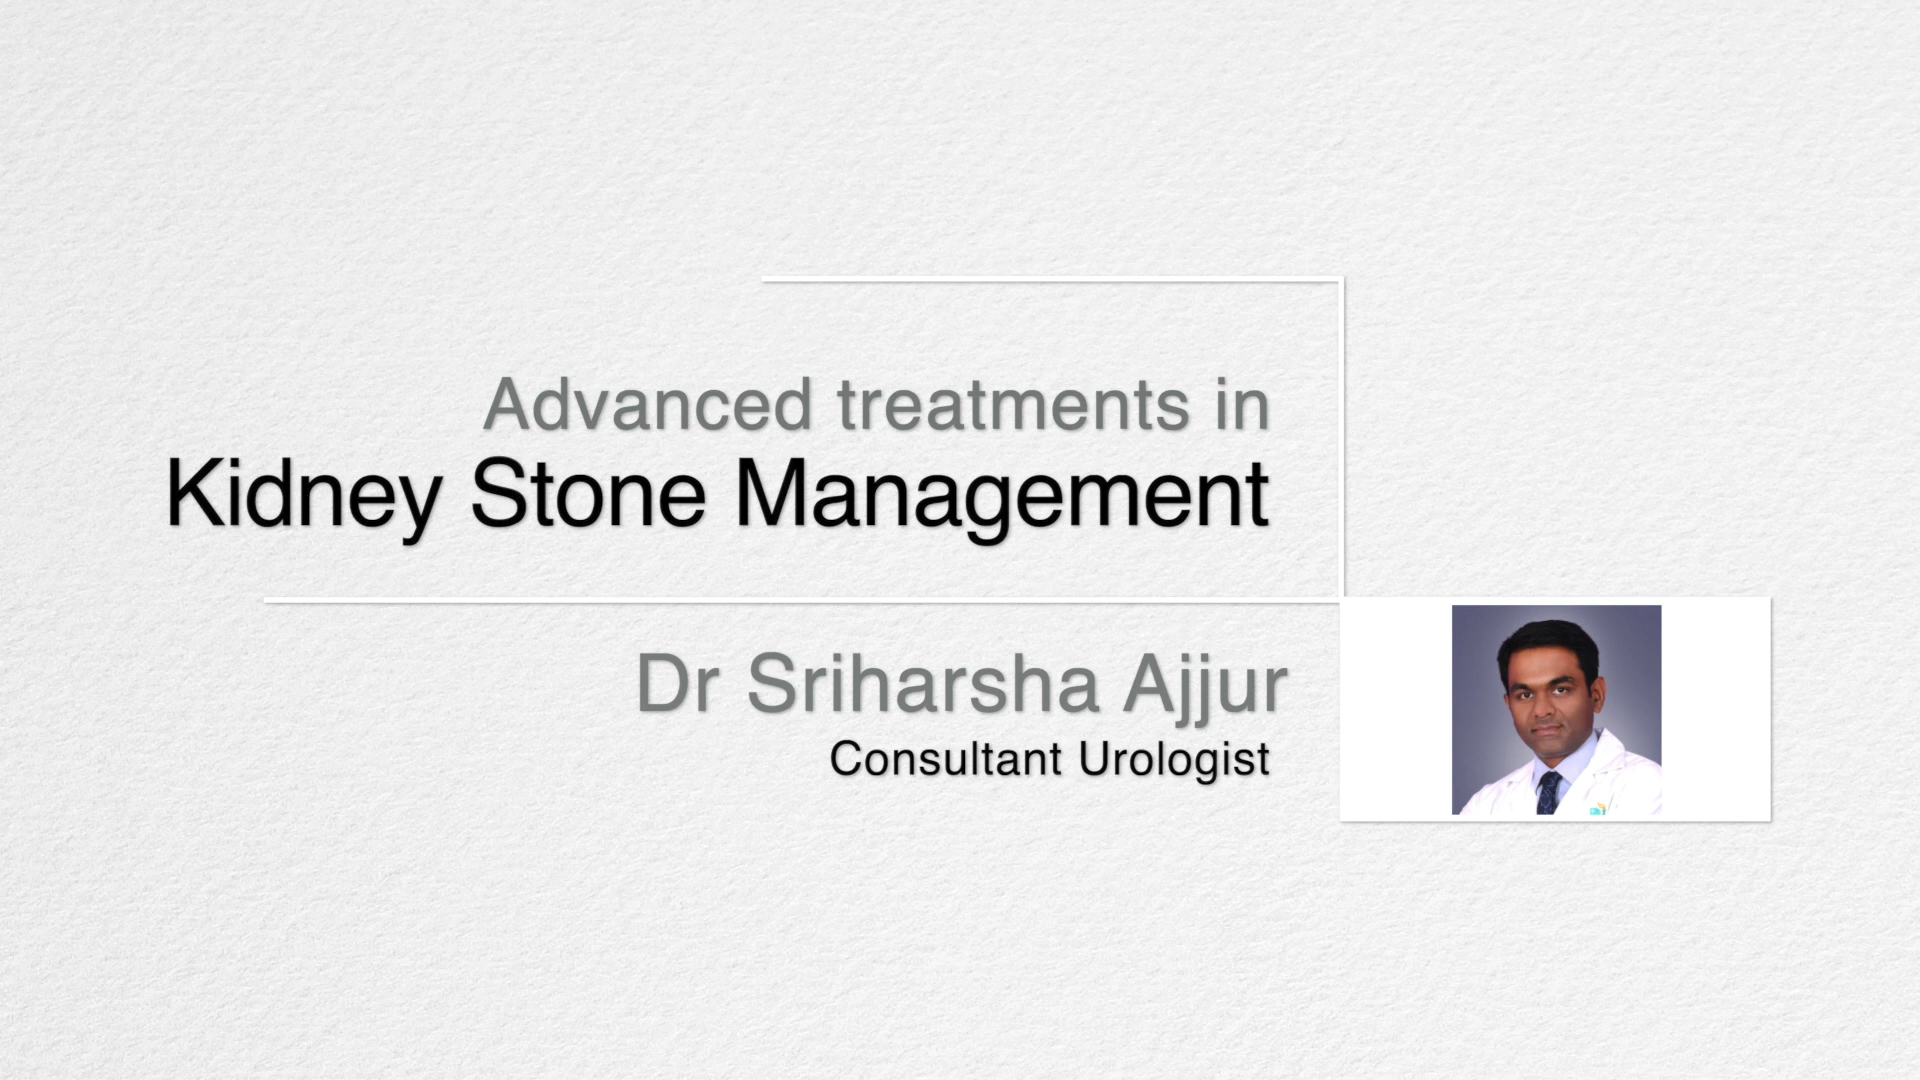 Advanced treatments in
Kidney Stone Management
Dr Sriharsha Ajjur
Consultant Urologist